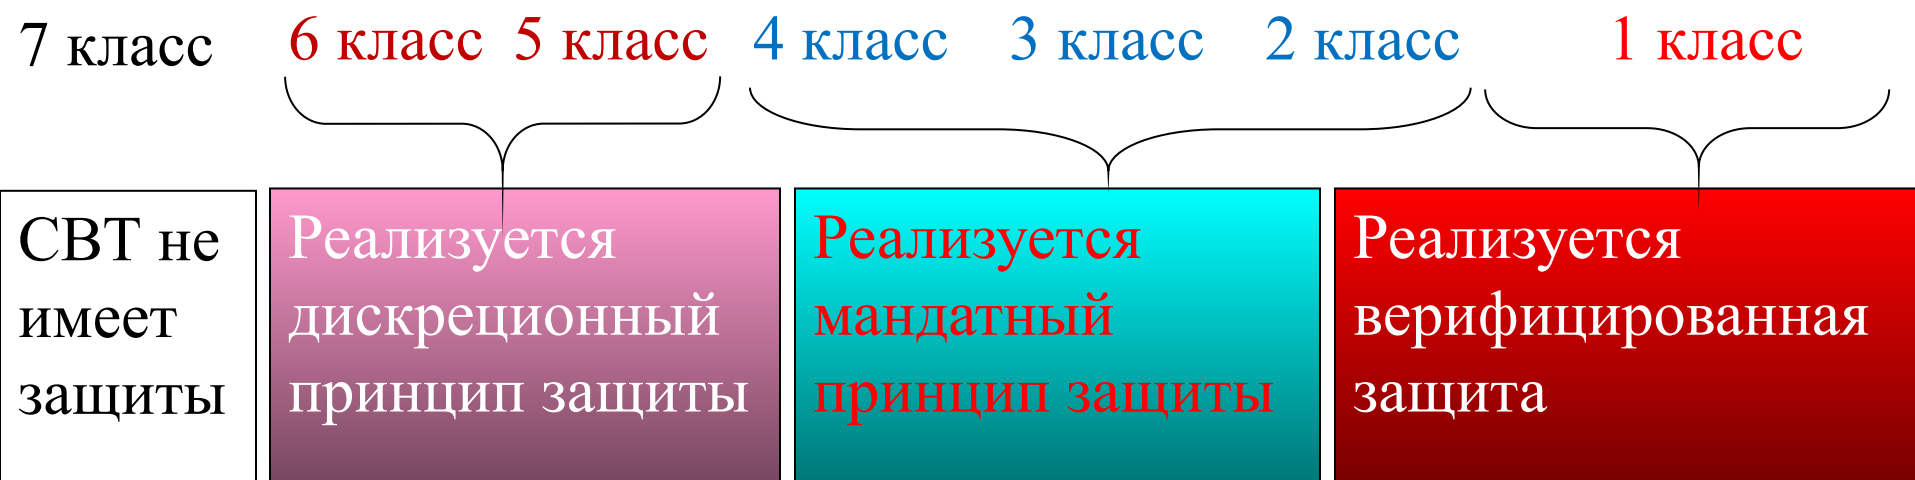 7 класс 6 класс 5 класс 4 класс 3 класс 2 класс 1 класс
СВТ не
имеет
защиты
Реализуется
дискреционный
принцип защиты
Реализуется
мандатный
принцип защиты
Реализуется
верифицированная
защита